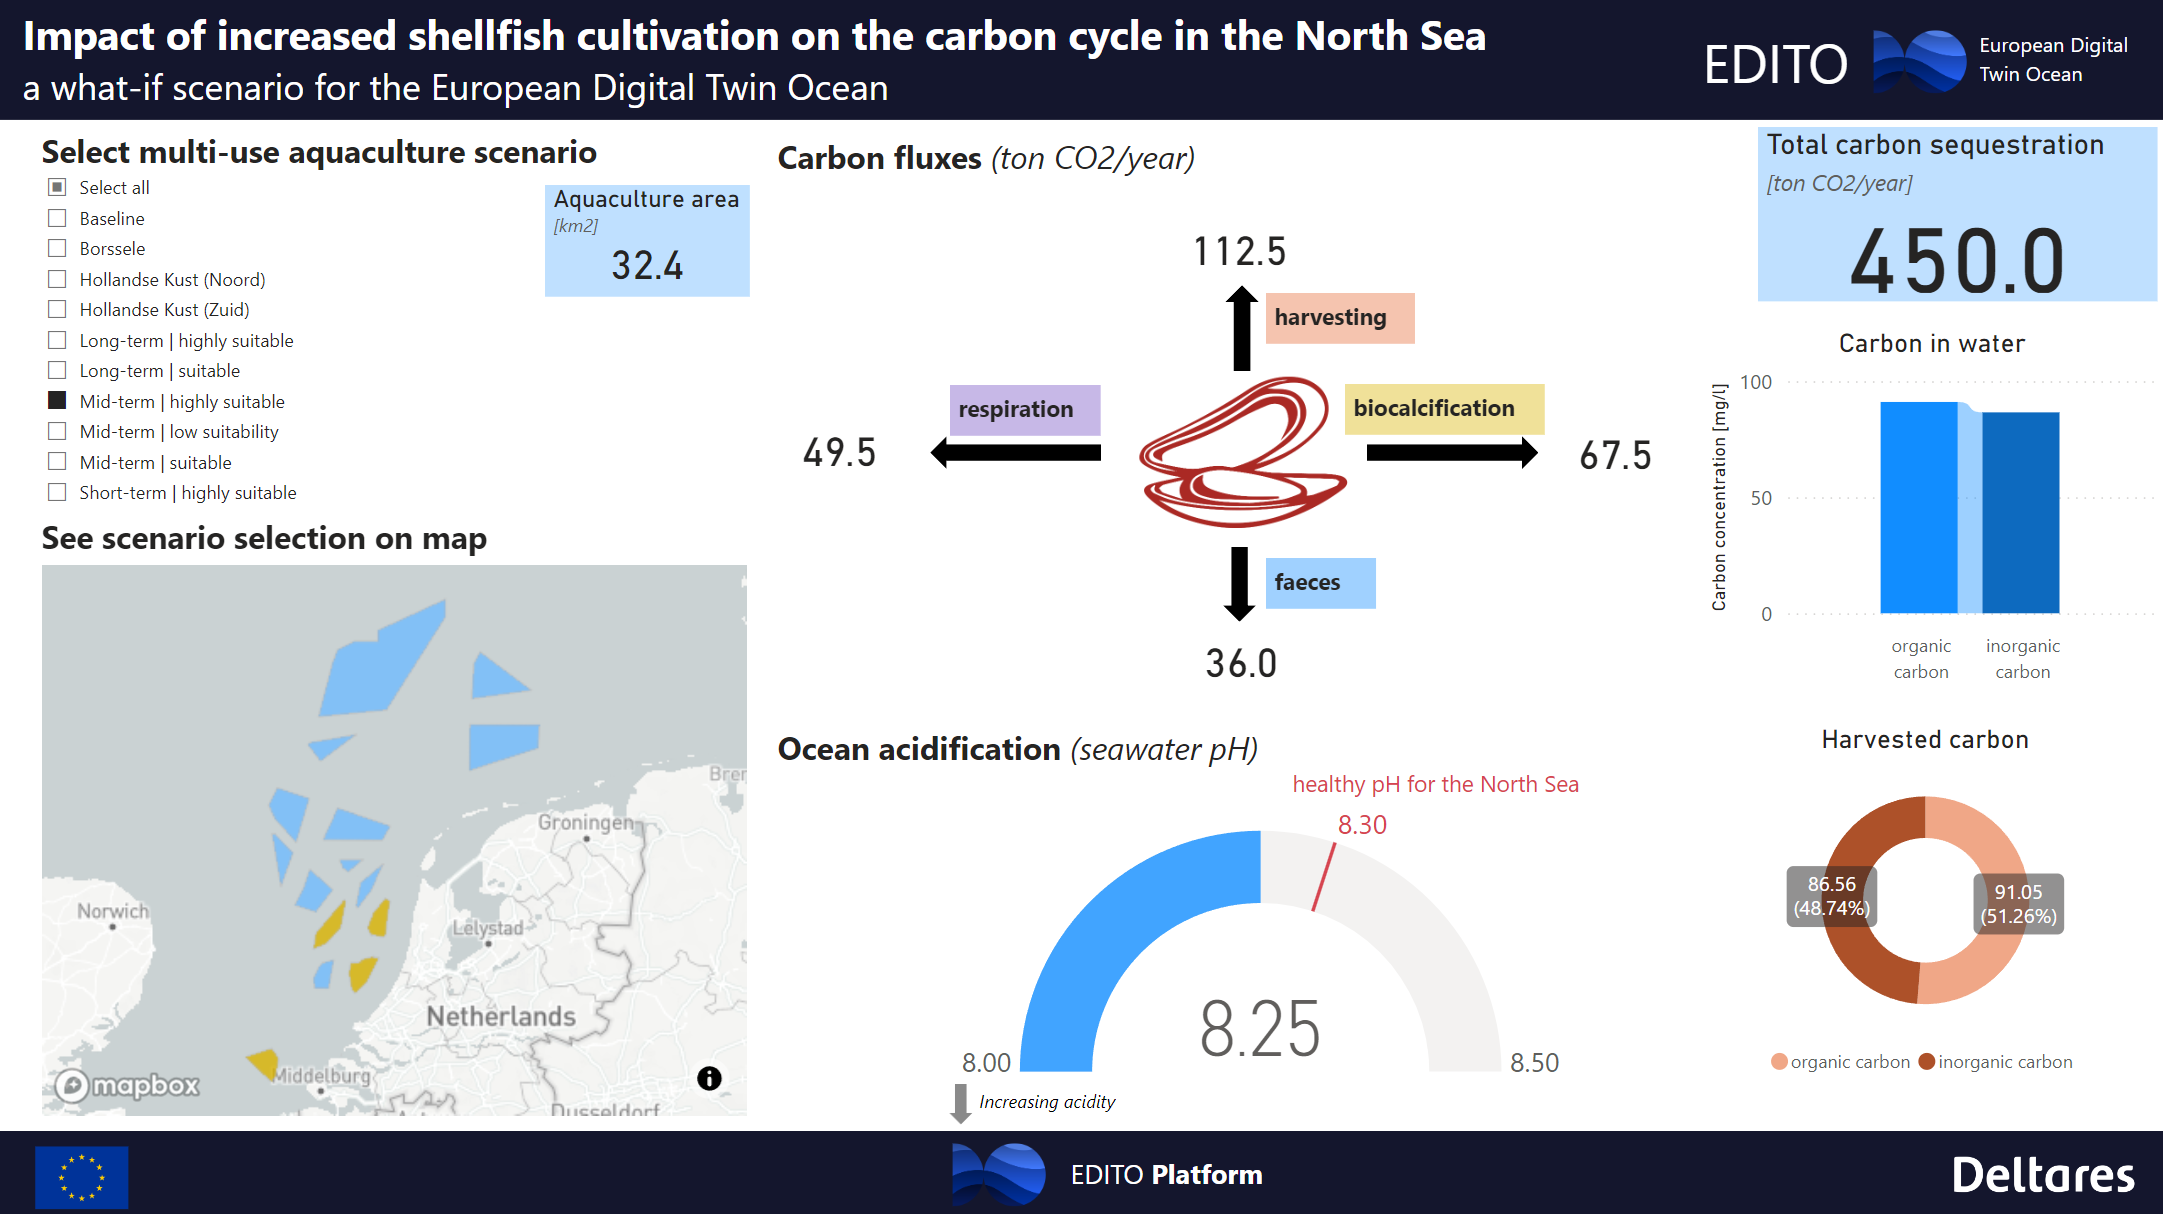 Impact of increased shellfish cultivation on the carbon cycle in the North Sea
a what-if scenario for the European Digital Twin Ocean
EDITO
European Digital
Twin Ocean
Select multi-use aquaculture scenario
Select all
Baseline
Borssele
Hollandse Kust (Noord)
Hollandse Kust (Zuid)
Long-term | highly suitable
Long-term | suitable
Mid-term | highly suitable
Mid-term | low suitability
Mid-term | suitable
Short-term | highly suitable
Aquaculture area
[km2]
32.4
See scenario selection on map
Bren
Groningen
Norwich
Lelystad
Netherlands
Middelburg
Dusseldorf
mapbox
Carbon fluxes (ton CO2/year)
112.5
harvesting
respiration
biocalcification
49.5
67.5
faeces
36.0
Ocean acidification (seawater pH)
healthy pH for the North Sea
8.30
8.25
8.00
8.50
Increasing acidity
Total carbon sequestration
[ton CO2/year]
450.0
Carbon in water
Carbon concentration [mg/l]
100
50
0
organic
carbon
inorganic
carbon
Harvested carbon
86.56
(48.74%)
91.05
(51.26%)
organic carbon
inorganic carbon
EDITO Platform
Deltares